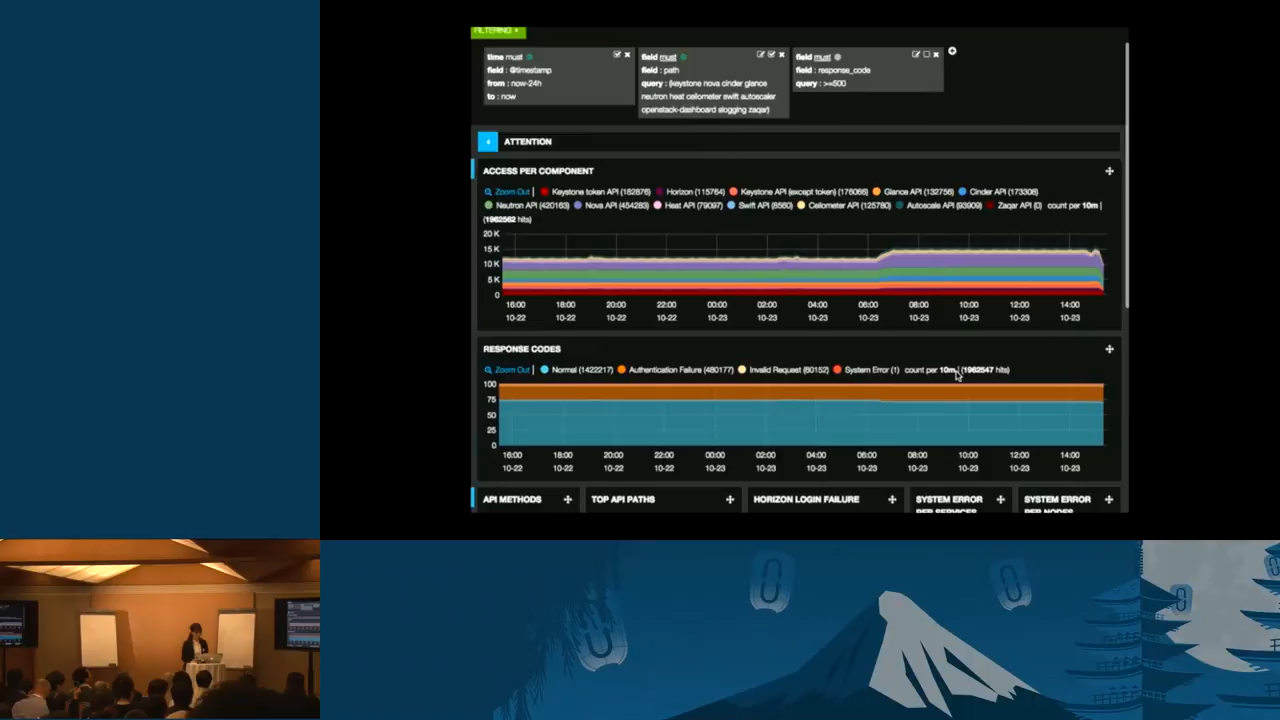 FILTERING
time must
field : @timestamp
from : now-24h
to : now
field must
field : path
query : (keystone nova cinder glance
neutron heat ceilometer swift autoscaler
openstack-dashboard slogging zaqar)
field must
field : response_code
query : >=500
ATTENTION
ACCESS PER COMPONENT
Zoom Out | Keystone token API (182876) Horizon (115764) Keystone API (except token) (176066) Glance API (132756) Cinder API (173306)
Neutron API (420163) Nova API (454283) Heat API (79097) Swift API (8560) Ceilometer API (125780) Autoscale API (93909) Zaqar API (0) count per 10m |
(1962562 hits)
20 K
15 K
10 K
5 K
0
16:00 18:00 20:00 22:00 00:00 02:00 04:00 06:00 08:00 10:00 12:00 14:00
10-22 10-22 10-22 10-22 10-23 10-23 10-23 10-23 10-23 10-23 10-23 10-23
RESPONSE CODES
Zoom Out | Normal (1422217) Authentication Failure (480177) Invalid Request (60152) System Error (1) count per 10m | (1962547 hits)
100
75
50
25
0
16:00 18:00 20:00 22:00 00:00 02:00 04:00 06:00 08:00 10:00 12:00 14:00
10-22 10-22 10-22 10-22 10-23 10-23 10-23 10-23 10-23 10-23 10-23 10-23
API METHODS
TOP API PATHS
HORIZON LOGIN FAILURE
SYSTEM ERROR
PER SERVICES
SYSTEM ERROR
PER NODES